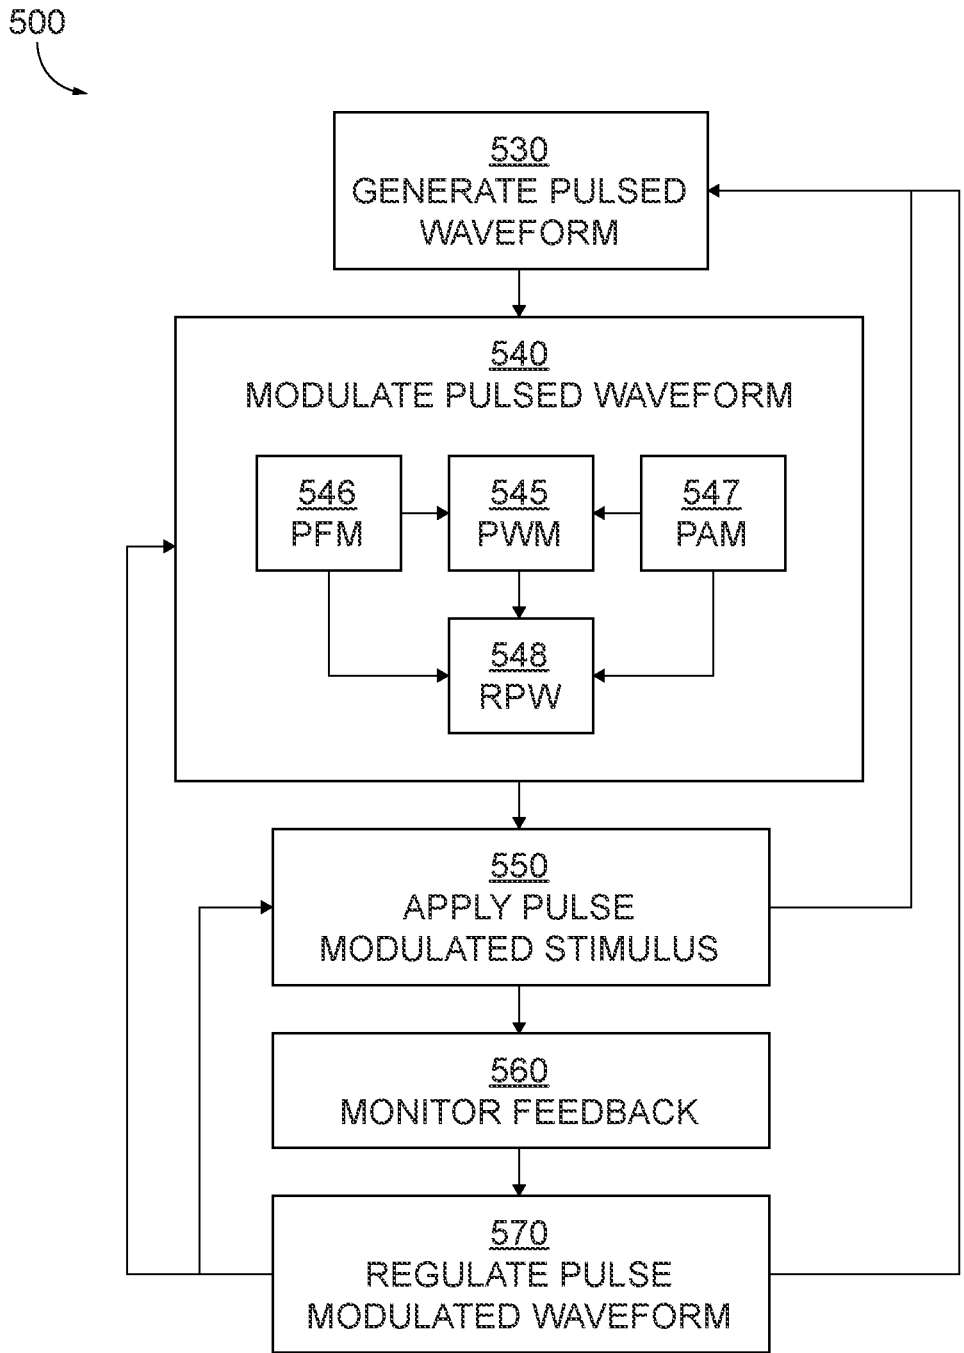 500
530
GENERATE PULSED
WAVEFORM
540
MODULATE PULSED WAVEFORM
546
PFM
545
PWM
547
PAM
548
RPW
550
APPLY PULSE
MODULATED STIMULUS
560
MONITOR FEEDBACK
570
REGULATE PULSE
MODULATED WAVEFORM